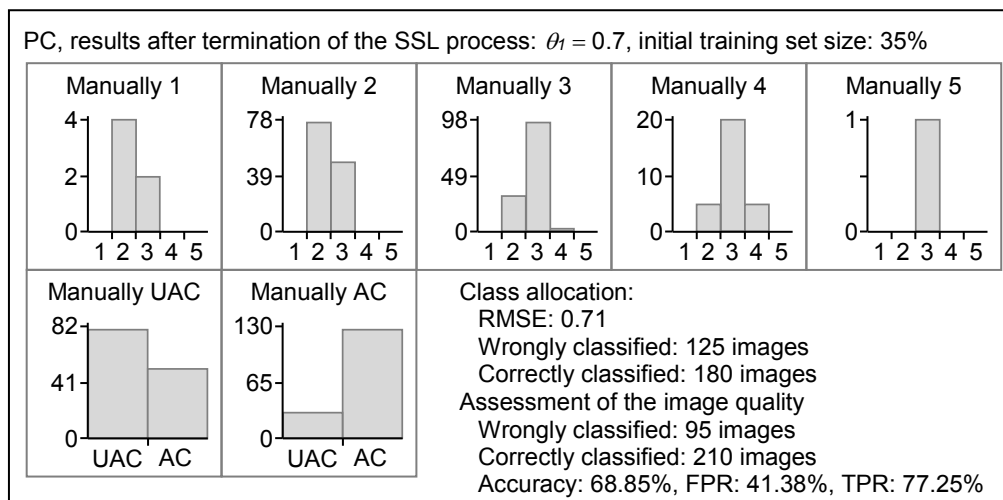 PC, results after termination of the SSL process: θ1 = 0.7, initial training set size: 35%
Manually 1
4
2
0
1 2 3 4 5
Manually 2
78
39
0
1 2 3 4 5
Manually 3
98
49
0
1 2 3 4 5
Manually 4
20
10
0
1 2 3 4 5
Manually 5
1
0
1 2 3 4 5
Manually UAC
82
41
0
UAC AC
Manually AC
130
65
0
UAC AC
Class allocation:
RMSE: 0.71
Wrongly classified: 125 images
Correctly classified: 180 images
Assessment of the image quality
Wrongly classified: 95 images
Correctly classified: 210 images
Accuracy: 68.85%, FPR: 41.38%, TPR: 77.25%